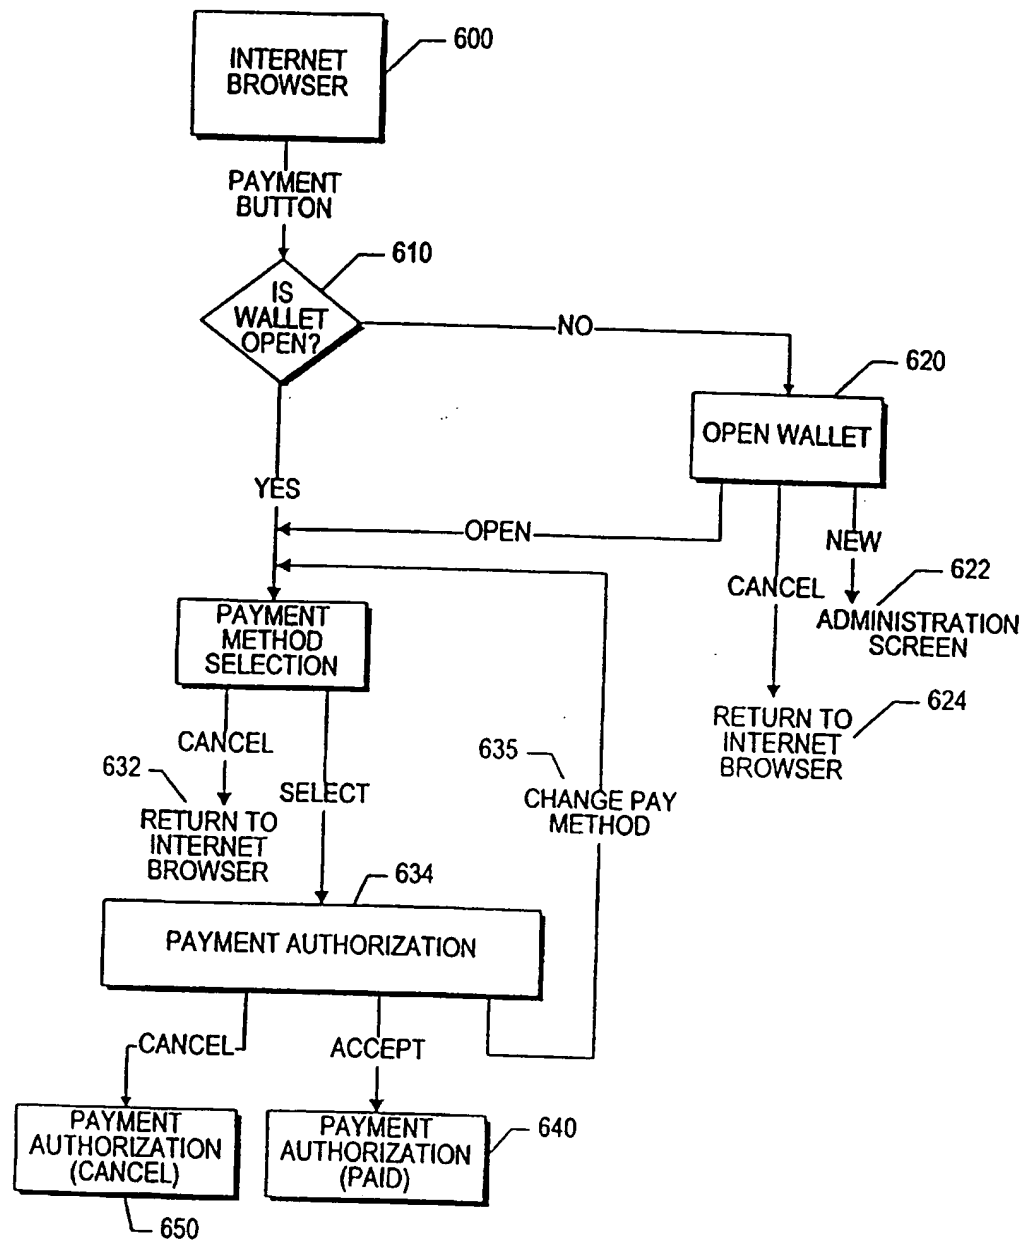 600
INTERNET
BROWSER
PAYMENT
BUTTON
610
IS
WALLET
OPEN?
NO
620
OPEN WALLET
YES
OPEN
NEW
CANCEL
622
ADMINISTRATION
SCREEN
PAYMENT
METHOD
SELECTION
624
RETURN TO
INTERNET
BROWSER
CANCEL
632
SELECT
635
CHANGE PAY
METHOD
RETURN TO
INTERNET
BROWSER
634
PAYMENT AUTHORIZATION
CANCEL
ACCEPT
PAYMENT
AUTHORIZATION
(CANCEL)
PAYMENT
AUTHORIZATION
(PAID)
640
650